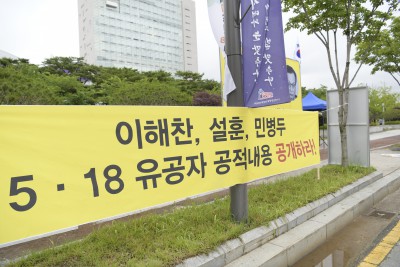 이해찬, 설훈, 민병두
5 · 18 유공자 공적내용 공개하라!